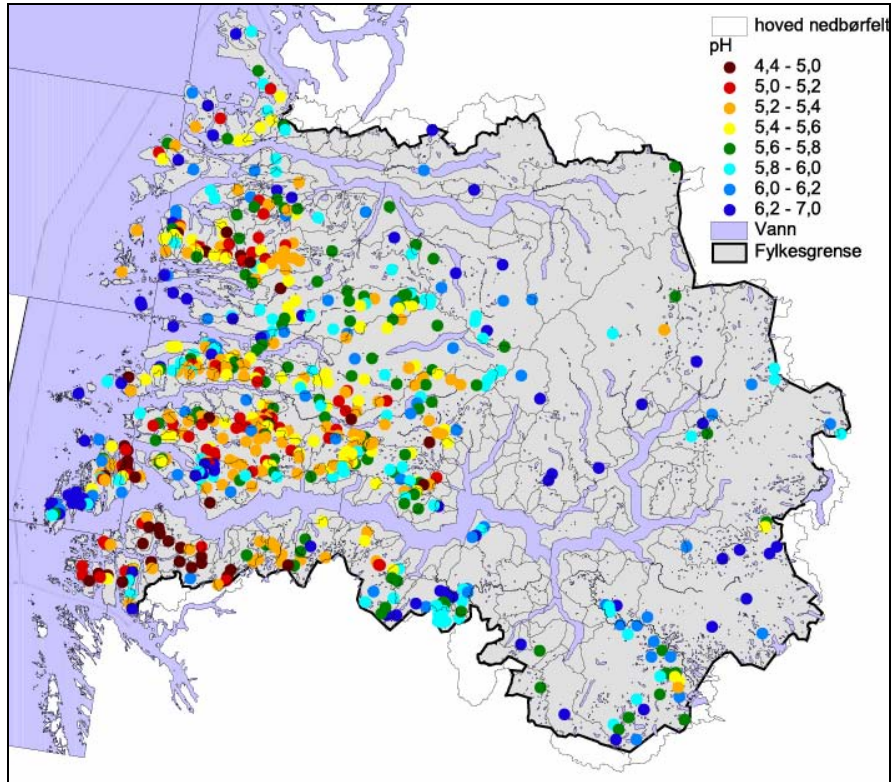 hoved nedbørfelt
pH
4,4 - 5,0
5,0 - 5,2
5,2 - 5,4
5,4 - 5,6
5,6 - 5,8
5,8 - 6,0
6,0 - 6,2
6,2 - 7,0
Vann
Fylkesgrense